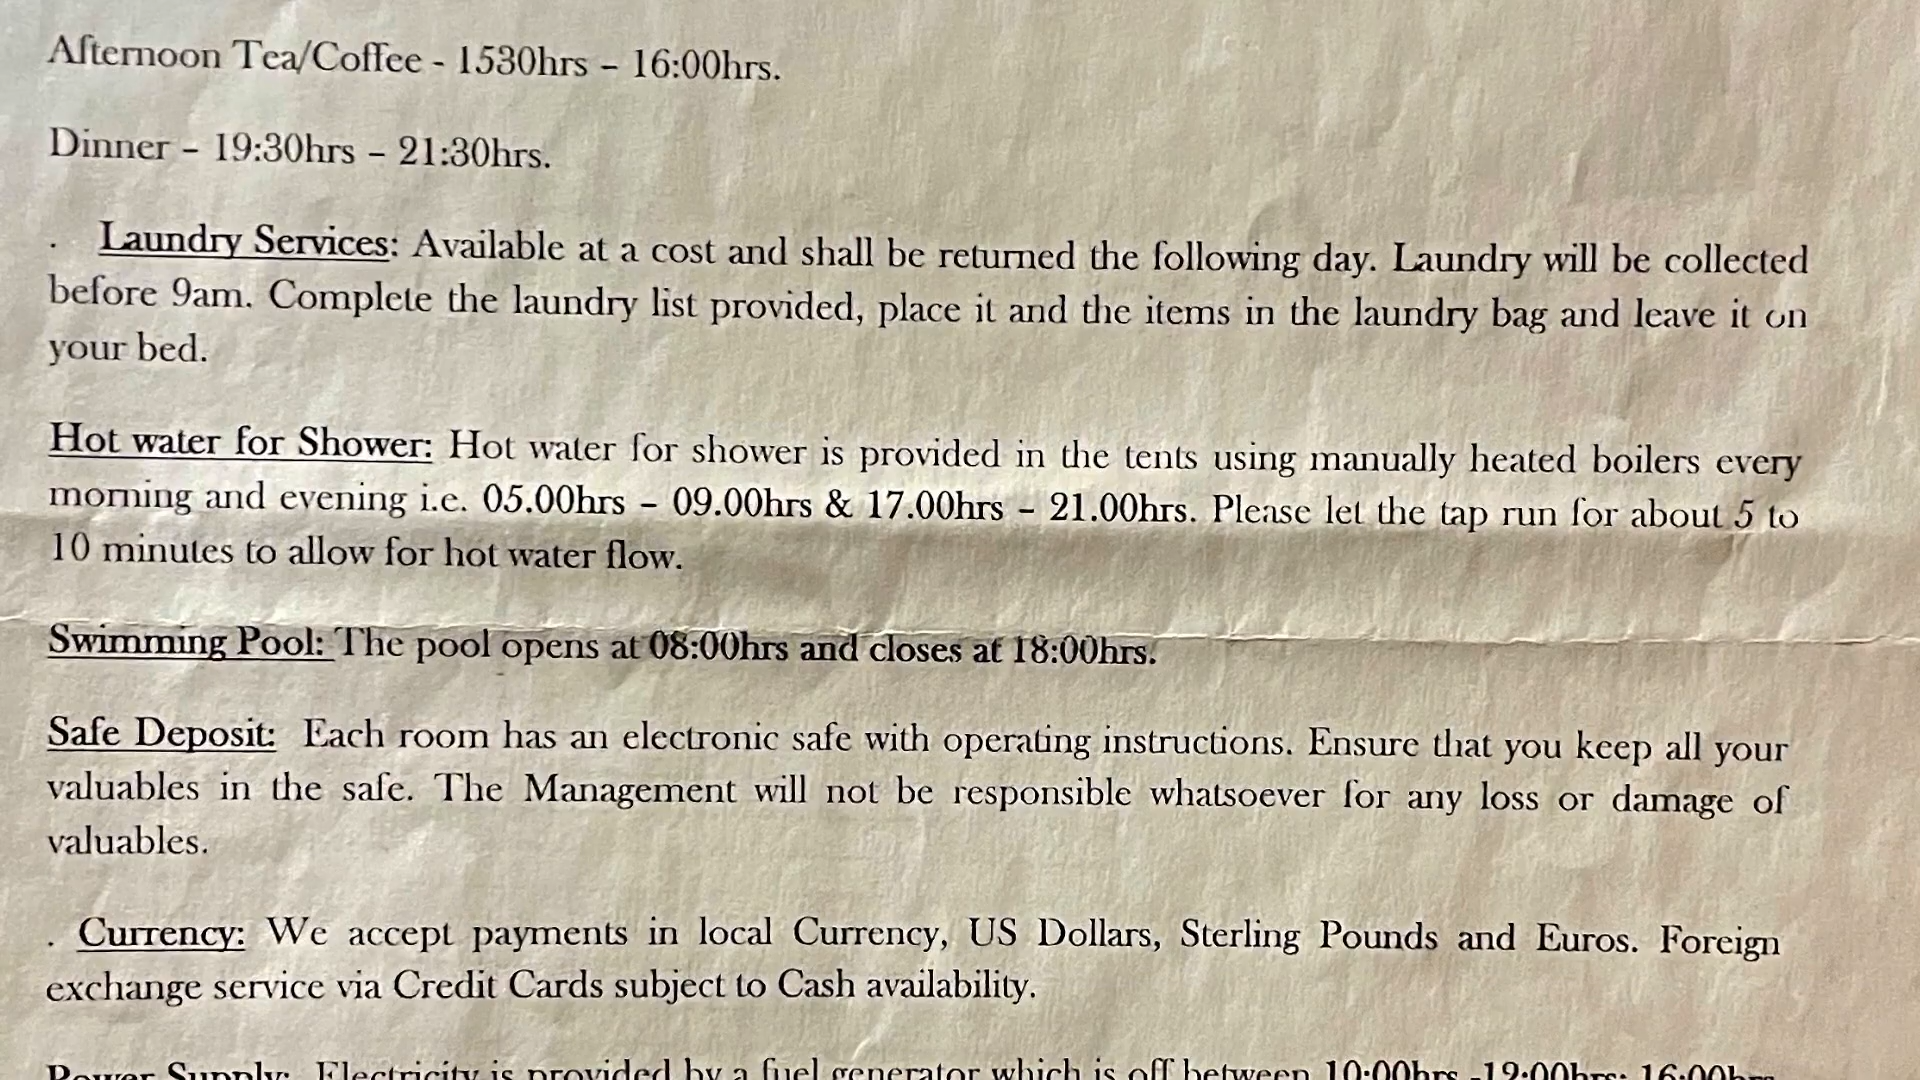 Afternoon Tea/Coffee - 1530hrs – 16:00hrs.
Dinner – 19:30hrs – 21:30hrs.
. Laundry Services: Available at a cost and shall be returned the following day. Laundry will be collected
before 9am. Complete the laundry list provided, place it and the items in the laundry bag and leave it on
your bed.
Hot water for Shower: Hot water for shower is provided in the tents using manually heated boilers every
morning and evening i.e. 05.00hrs – 09.00hrs & 17.00hrs – 21.00hrs. Please let the tap run for about 5 to
10 minutes to allow for hot water flow.
Swimming Pool: The pool opens at 08:00hrs and closes at 18:00hrs.
Safe Deposit: Each room has an electronic safe with operating instructions. Ensure that you keep all your
valuables in the safe. The Management will not be responsible whatsoever for any loss or damage of
valuables.
. Currency: We accept payments in local Currency, US Dollars, Sterling Pounds and Euros. Foreign
exchange service via Credit Cards subject to Cash availability.
Power Supply: Electricity is provided by a fuel generator which is off between 10:00hrs -